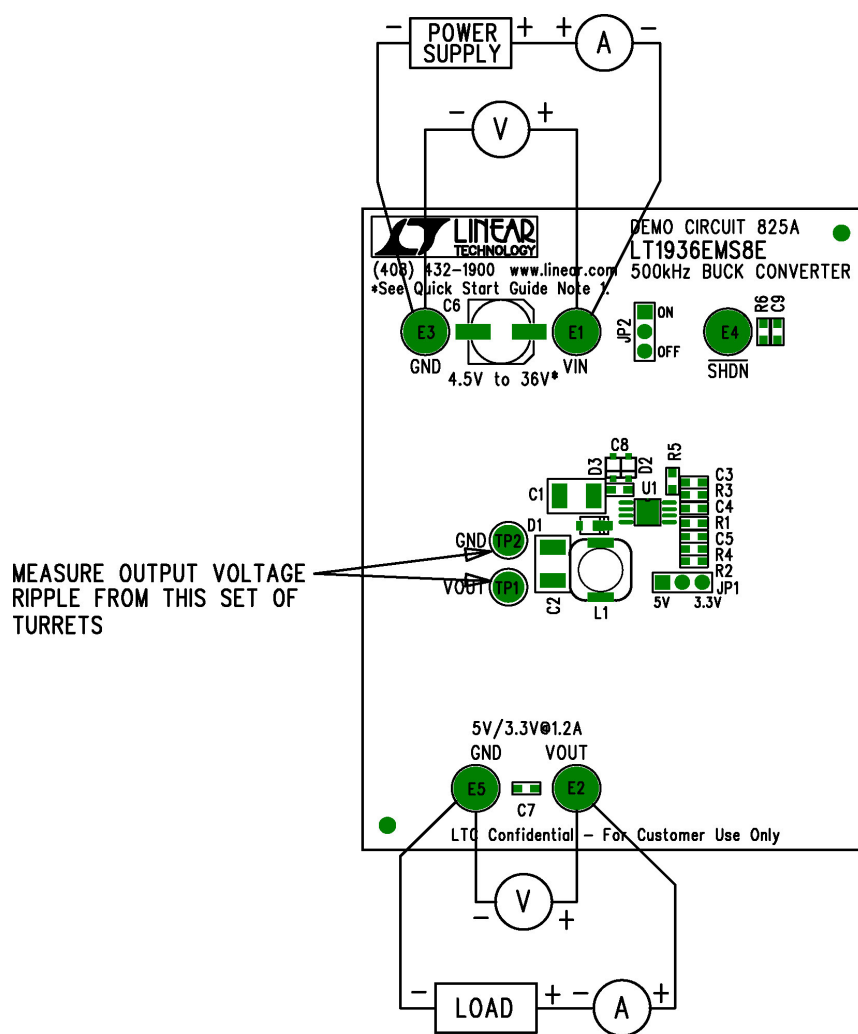 - POWER SUPPLY + + A -
- V +
LT LINEAR TECHNOLOGY
DEMO CIRCUIT 825A
LT1936EMS8E
(408) 432-1900 www.linear.com
500kHz BUCK CONVERTER
*See Quick Start Guide Note 1.
C6
E3
E1
JP2
ON
OFF
E4
R6
C9
GND
4.5V to 36V*
VIN
SHDN
C8
D3
D2
R5
C1
U1
C3
R3
C4
R1
C5
R4
R2
D1
GND TP2
VOUT TP1
C2
L1
JP1
5V 3.3V
MEASURE OUTPUT VOLTAGE
RIPPLE FROM THIS SET OF
TURRETS
5V/3.3V@1.2A
GND VOUT
E5
E2
C7
LTC Confidential - For Customer Use Only
- V +
- LOAD + - A +